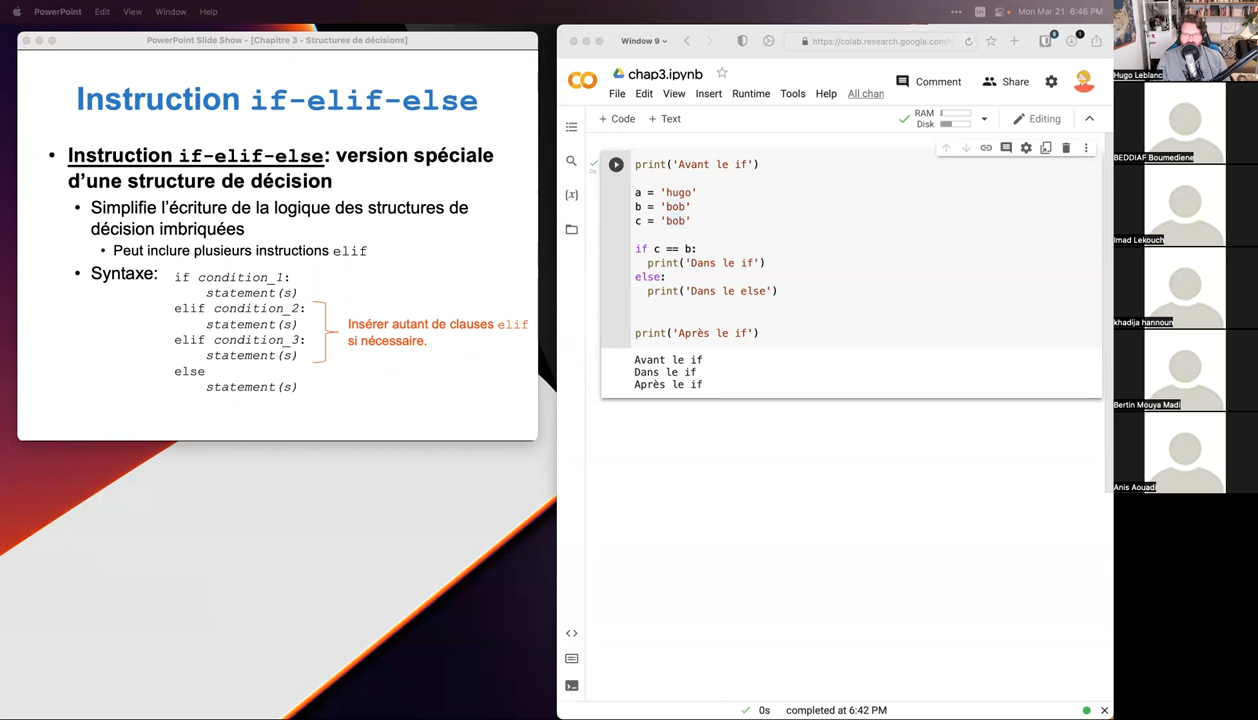 PowerPoint Edit View Window Help
Mon Mar 21 6:46 PM
PowerPoint Slide Show - [Chapitre 3 - Structures de décisions]
Instruction if-elif-else
• Instruction if-elif-else: version spéciale
d’une structure de décision
• Simplifie l’écriture de la logique des structures de
décision imbriquées
• Peut inclure plusieurs instructions elif
• Syntaxe:
if condition_1:
statement(s)
elif condition_2:
statement(s)
elif condition_3:
statement(s)
else
statement(s)
Insérer autant de clauses elif
si nécessaire.
Window 9
https://colab.research.google.com/
8
1
chap3.ipynb
Comment
Share
File Edit View Insert Runtime Tools Help All chan
+ Code + Text
RAM
Disk
Editing
0s
print('Avant le if')
a = 'hugo'
b = 'bob'
c = 'bob'
if c == b:
print('Dans le if')
else:
print('Dans le else')
print('Après le if')
Avant le if
Dans le if
Après le if
0s completed at 6:42 PM
Hugo Leblanc
BEDDIAF Boumediene
Imad Lekouch
khadija hannoun
Bertin Mouya Madi
Anis Aouadi